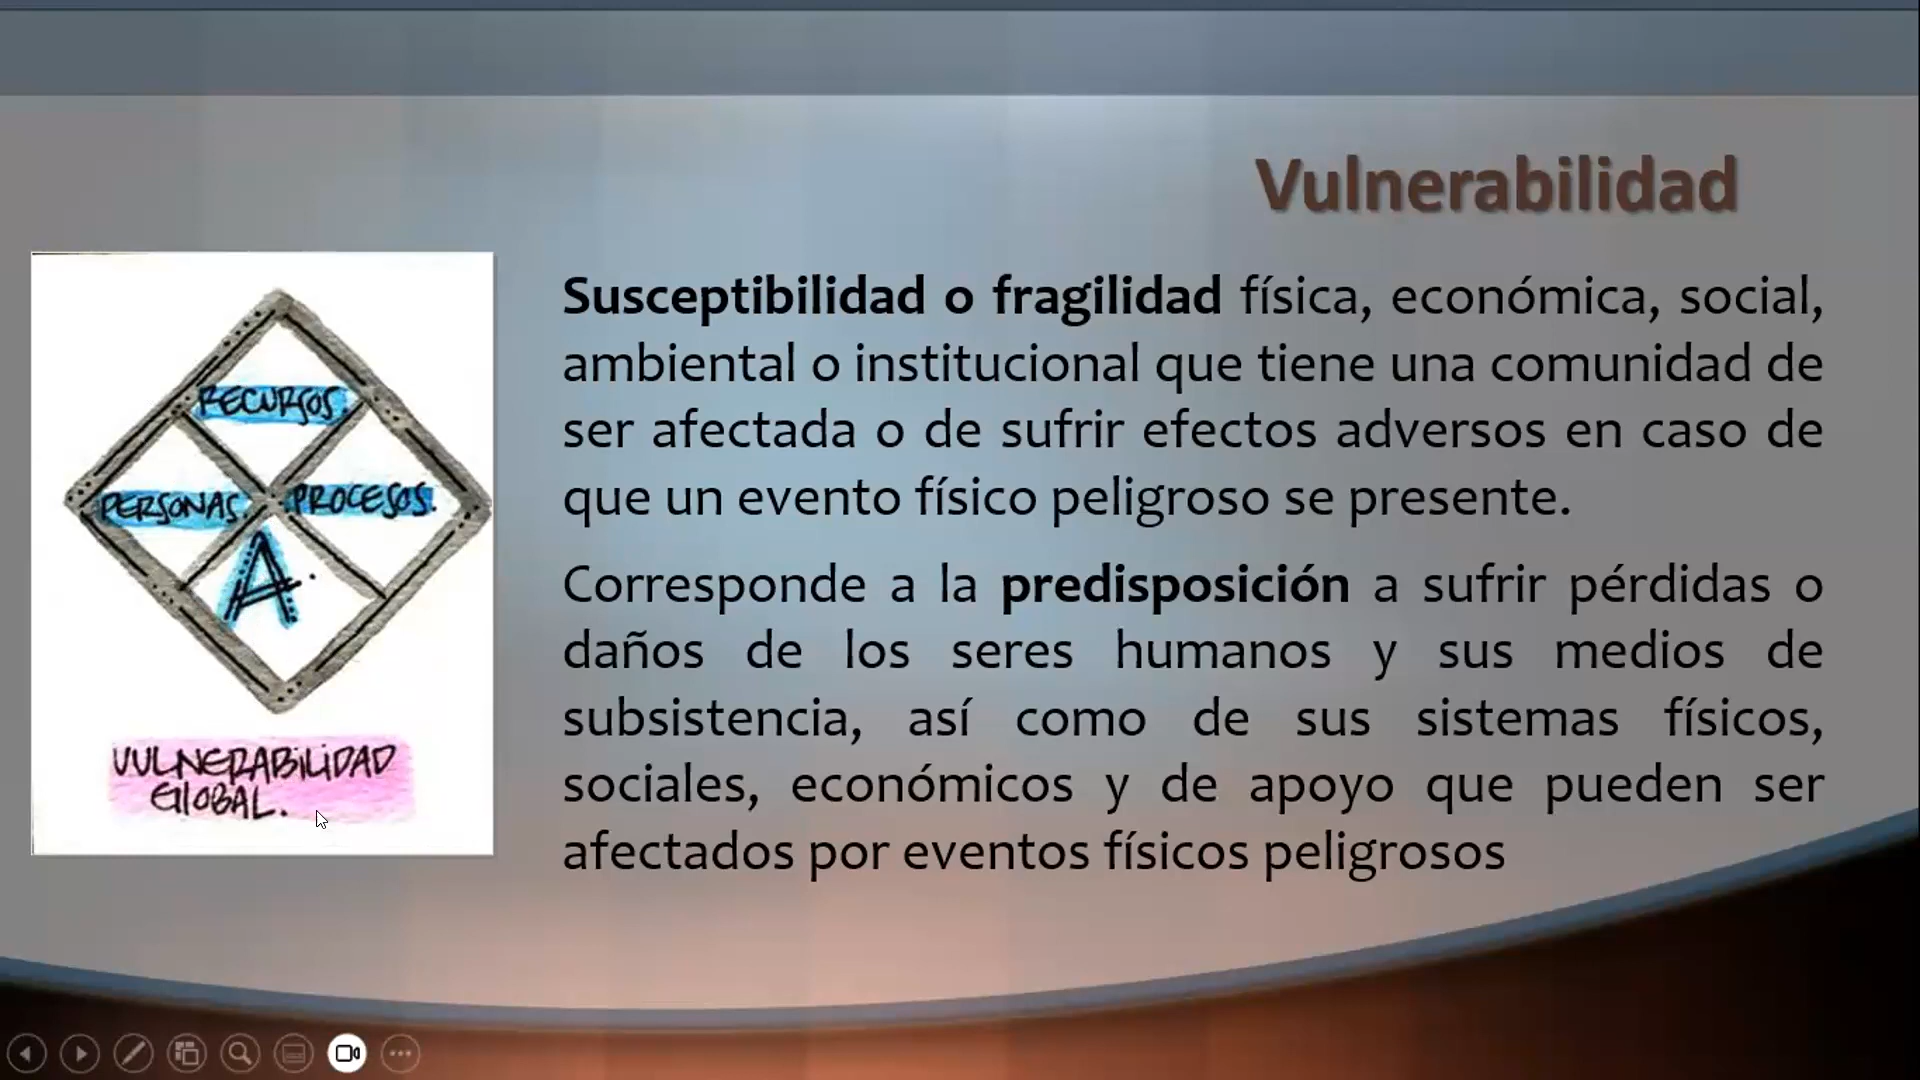 Vulnerabilidad
RECURSOS.
PERSONAS. PROCESOS.
A.
VULNERABILIDAD
GLOBAL.
Susceptibilidad o fragilidad física, económica, social,
ambiental o institucional que tiene una comunidad de
ser afectada o de sufrir efectos adversos en caso de
que un evento físico peligroso se presente.
Corresponde a la predisposición a sufrir pérdidas o
daños de los seres humanos y sus medios de
subsistencia, así como de sus sistemas físicos,
sociales, económicos y de apoyo que pueden ser
afectados por eventos físicos peligrosos